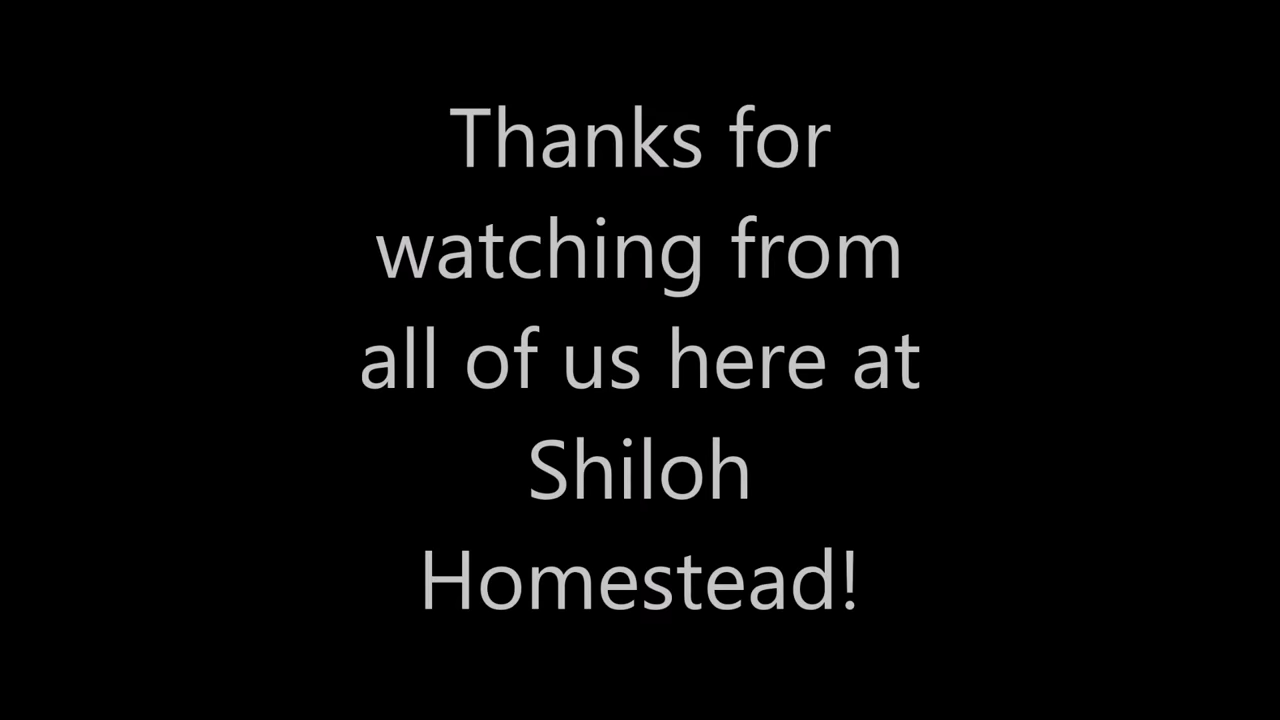 Thanks for
watching from
all of us here at
Shiloh
Homestead!